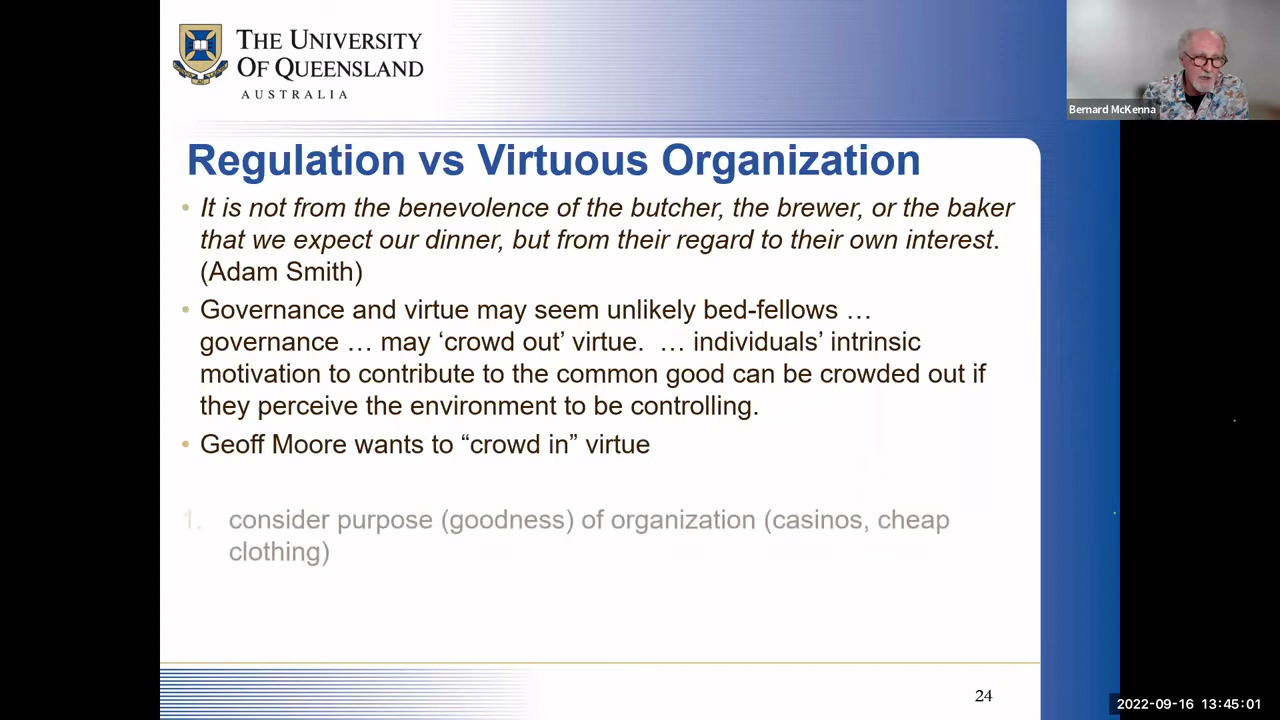 THE UNIVERSITY
OF QUEENSLAND
AUSTRALIA
Bernard McKenna
Regulation vs Virtuous Organization
• It is not from the benevolence of the butcher, the brewer, or the baker
that we expect our dinner, but from their regard to their own interest.
(Adam Smith)
• Governance and virtue may seem unlikely bed-fellows …
governance … may ‘crowd out’ virtue. … individuals’ intrinsic
motivation to contribute to the common good can be crowded out if
they perceive the environment to be controlling.
• Geoff Moore wants to “crowd in” virtue
1. consider purpose (goodness) of organization (casinos, cheap
clothing)
24
2022-09-16 13:45:01